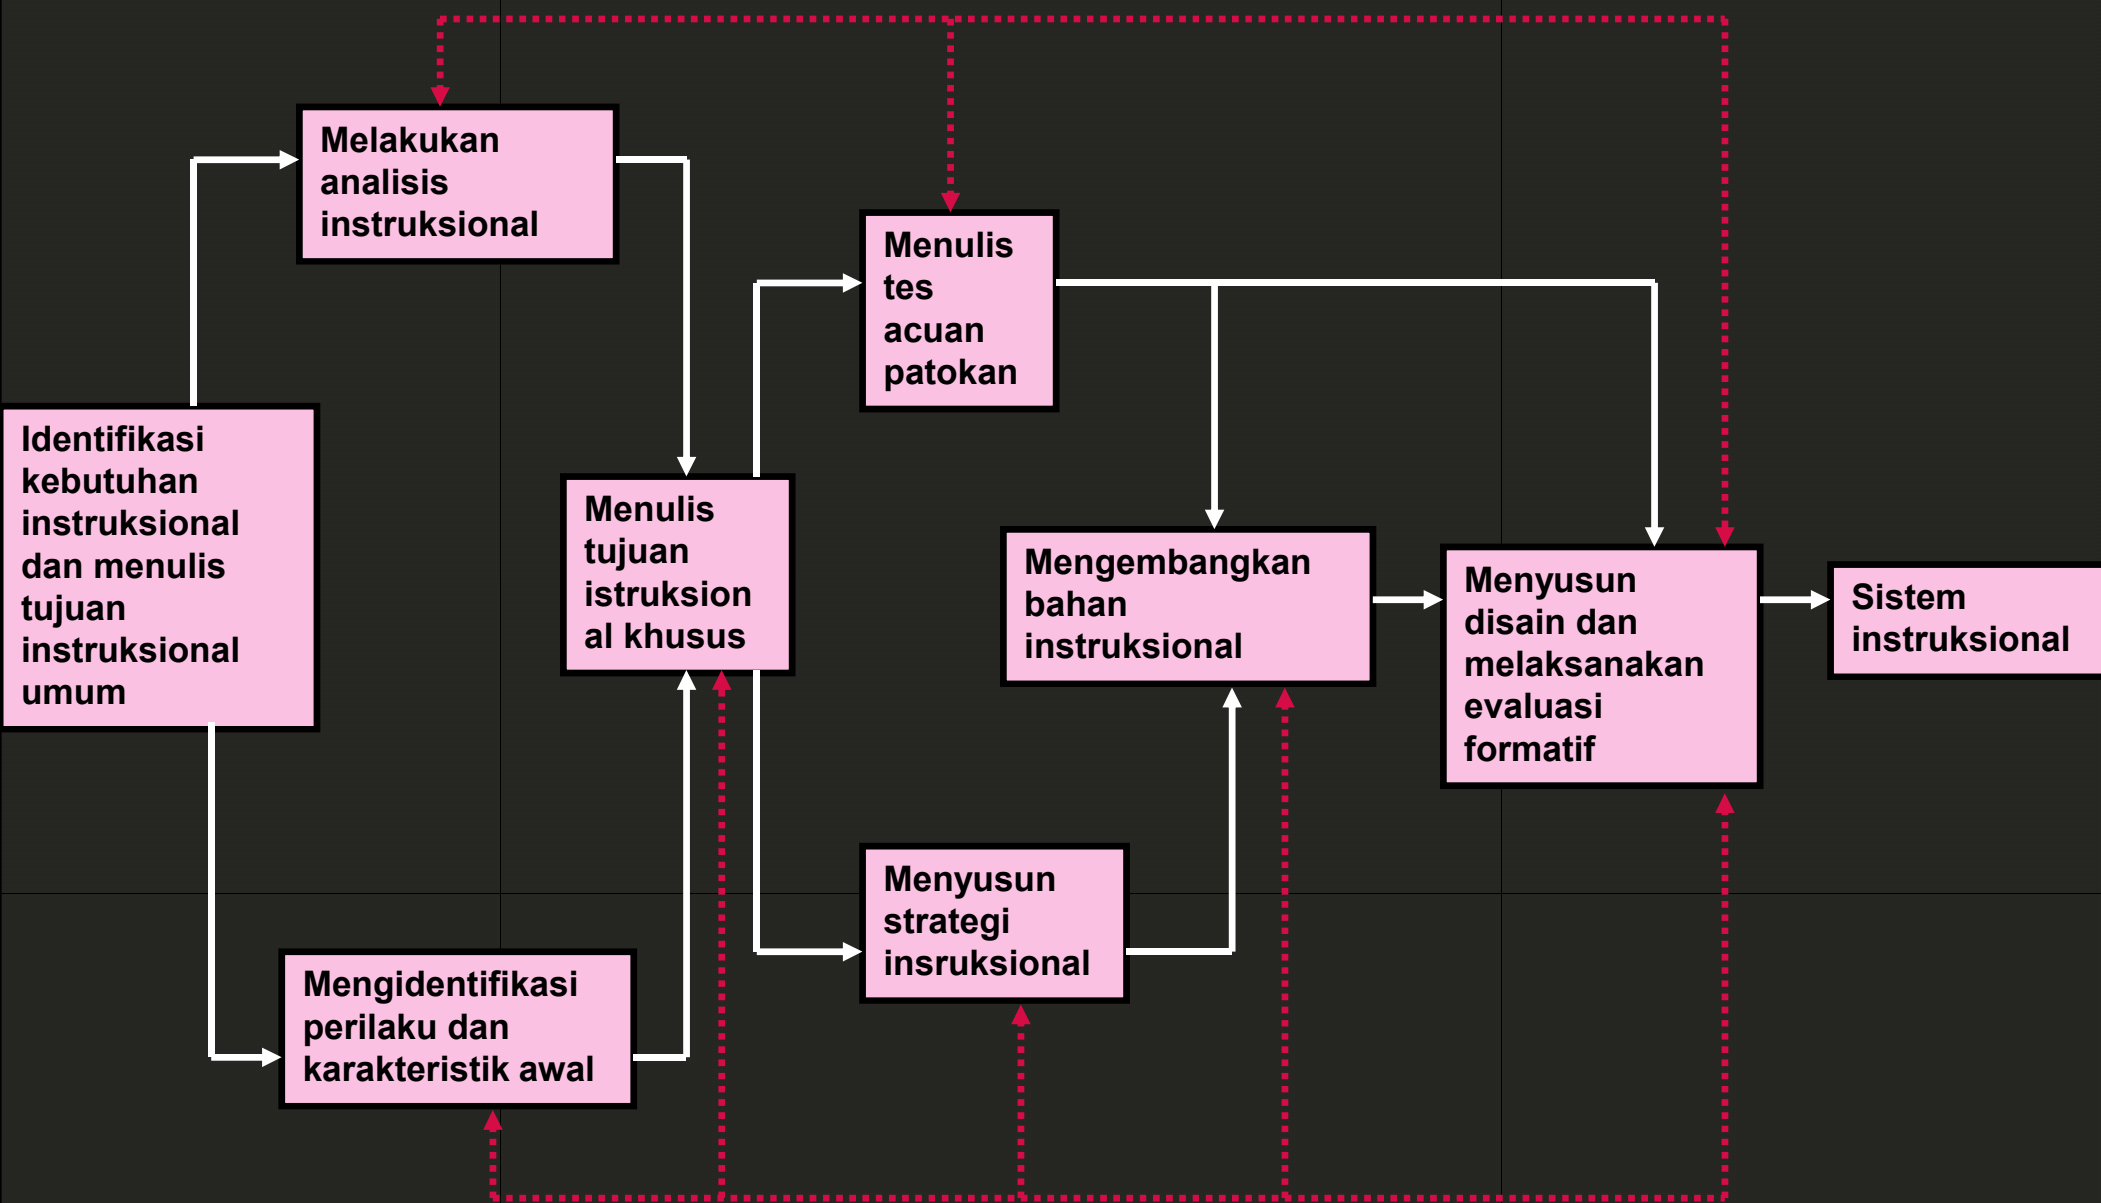 Melakukan
analisis
instruksional
Menulis
tes
acuan
patokan
Identifikasi
kebutuhan
instruksional
dan menulis
tujuan
instruksional
umum
Menulis
tujuan
istruksion
al khusus
Mengembangkan
bahan
instruksional
Menyusun
disain dan
melaksanakan
evaluasi
formatif
Sistem
instruksional
Menyusun
strategi
insruksional
Mengidentifikasi
perilaku dan
karakteristik awal